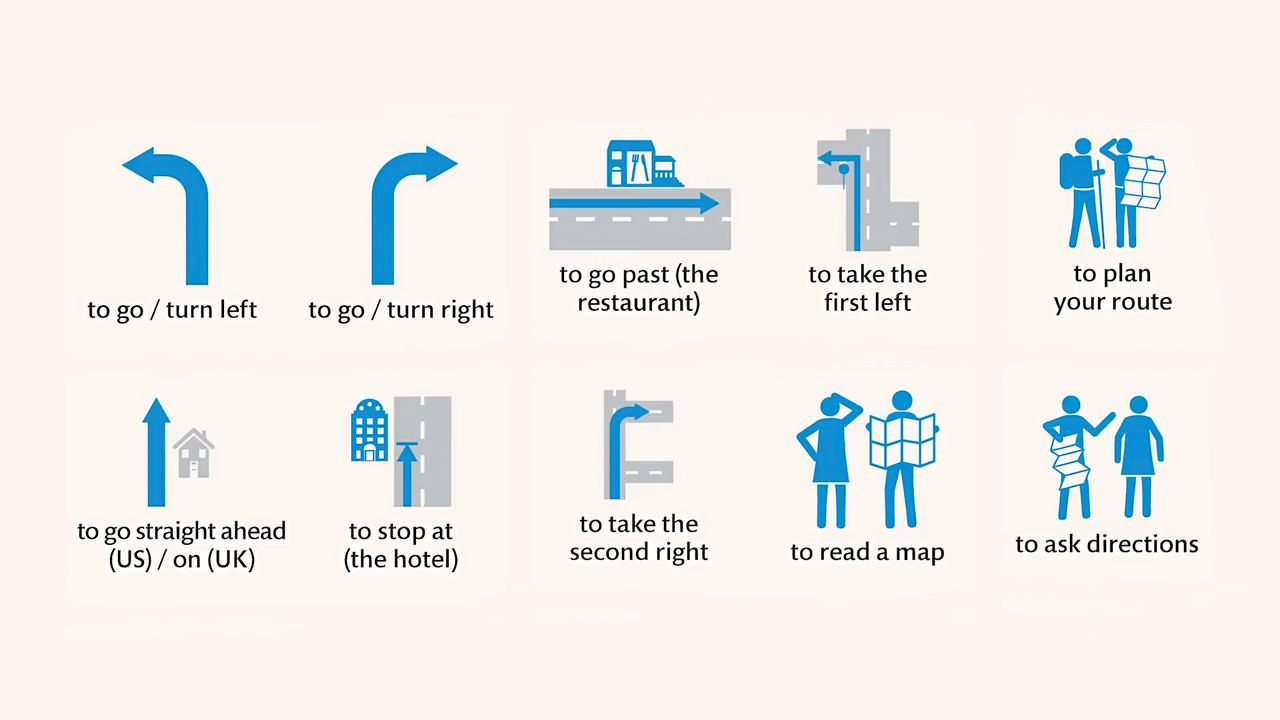 to go / turn left
to go / turn right
to go past (the
restaurant)
to take the
first left
to plan
your route
to go straight ahead
(US) / on (UK)
to stop at
(the hotel)
to take the
second right
to read a map
to ask directions